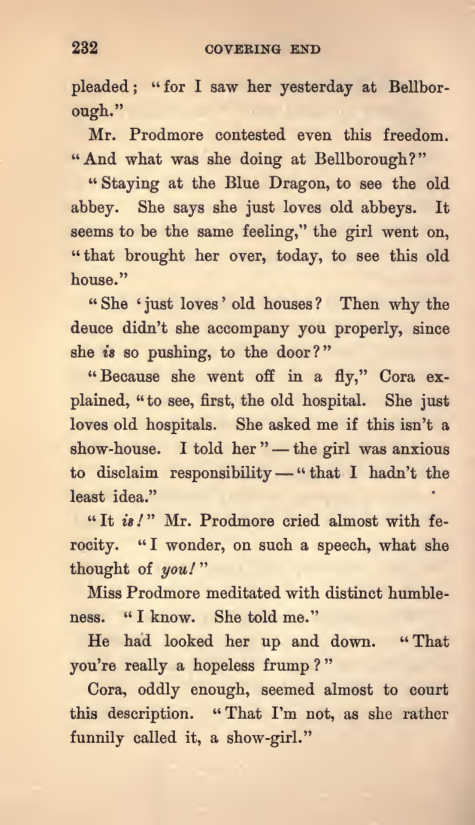 232 COVERING END
pleaded; "for I saw her yesterday at Bellbor-
ough."
Mr. Prodmore contested even this freedom.
"And what was she doing at Bellborough?"
"Staying at the Blue Dragon, to see the old
abbey. She says she just loves old abbeys. It
seems to be the same feeling," the girl went on,
"that brought her over, today, to see this old
house."
"She 'just loves' old houses? Then why the
deuce didn't she accompany you properly, since
she is so pushing, to the door?"
"Because she went off in a fly," Cora ex-
plained, "to see, first, the old hospital. She just
loves old hospitals. She asked me if this isn't a
show-house. I told her"—the girl was anxious
to disclaim responsibility—"that I hadn't the
least idea."
"It is!" Mr. Prodmore cried almost with fe-
rocity. "I wonder, on such a speech, what she
thought of you!"
Miss Prodmore meditated with distinct humble-
ness. "I know. She told me."
He had looked her up and down. "That
you're really a hopeless frump?"
Cora, oddly enough, seemed almost to court
this description. "That I'm not, as she rather
funnily called it, a show-girl."